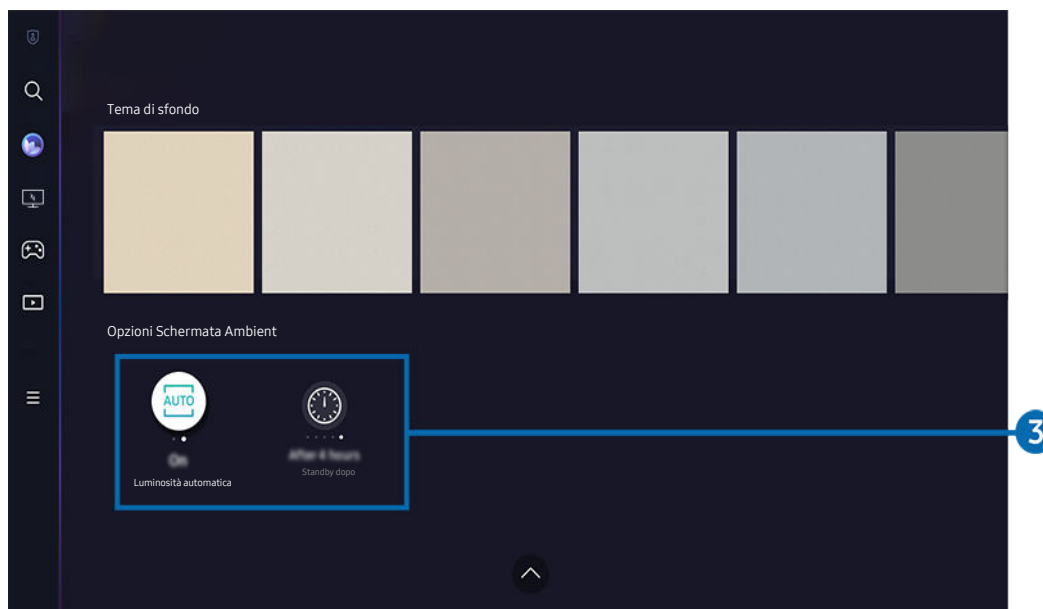 Tema di sfondo
Opzioni Schermata Ambient
AUTO
On
After 4 hours
Luminosità automatica
Standby dopo
3